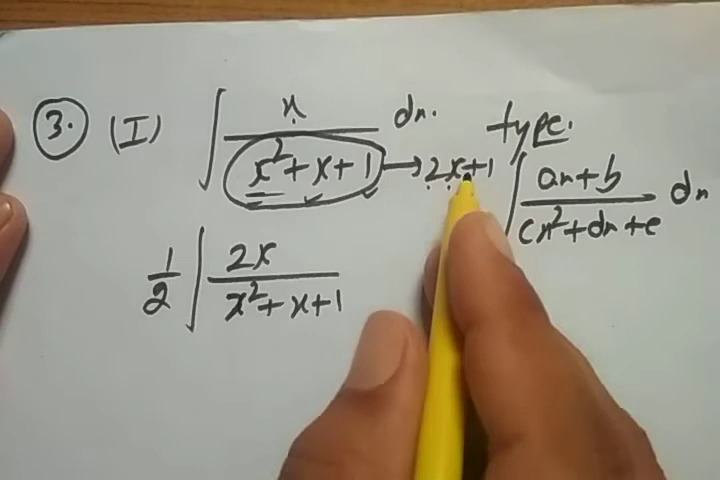 3. (I) ∫ x / (x² + x + 1) dx. → 2x+1
type. ∫ (ax + b) / (cx² + dx + e) dx
1/2 ∫ 2x / (x² + x + 1)